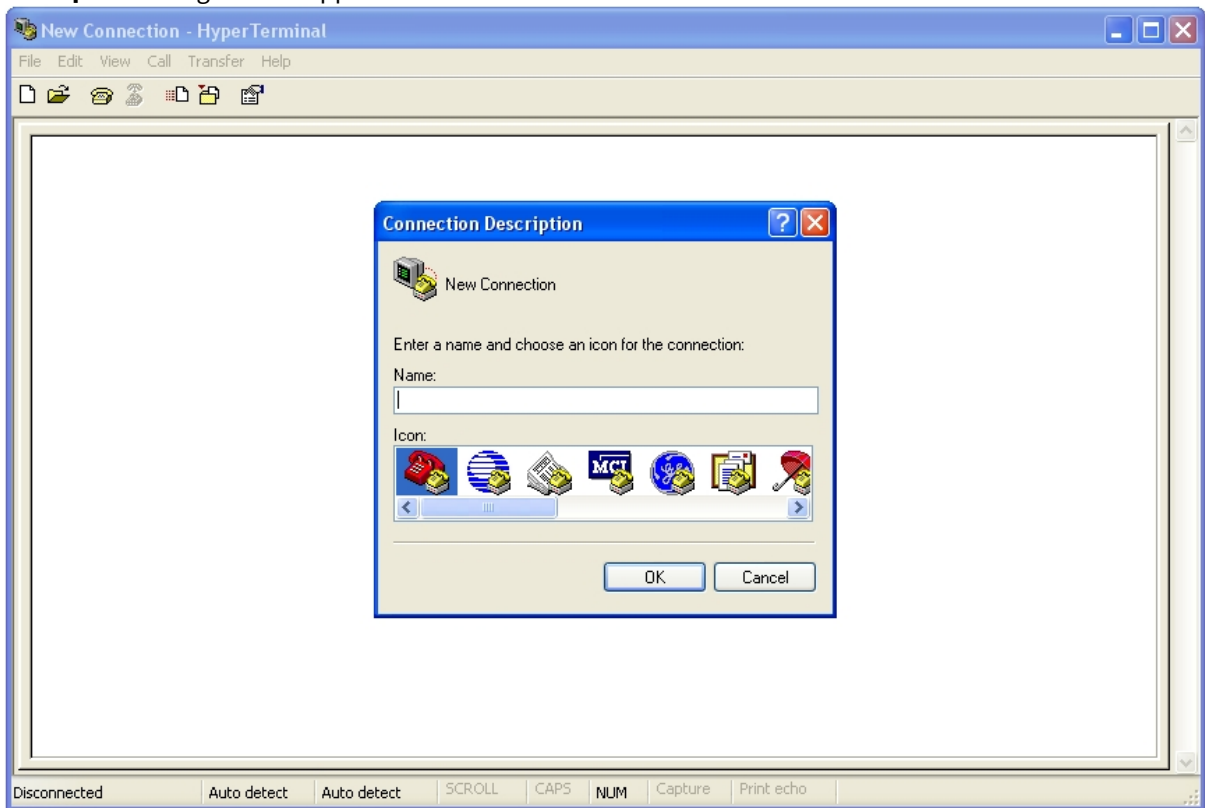 New Connection - HyperTerminal
File Edit View Call Transfer Help
Connection Description
New Connection
Enter a name and choose an icon for the connection:
Name:
Icon:
MCI
OK Cancel
Disconnected Auto detect Auto detect SCROLL CAPS NUM Capture Print echo